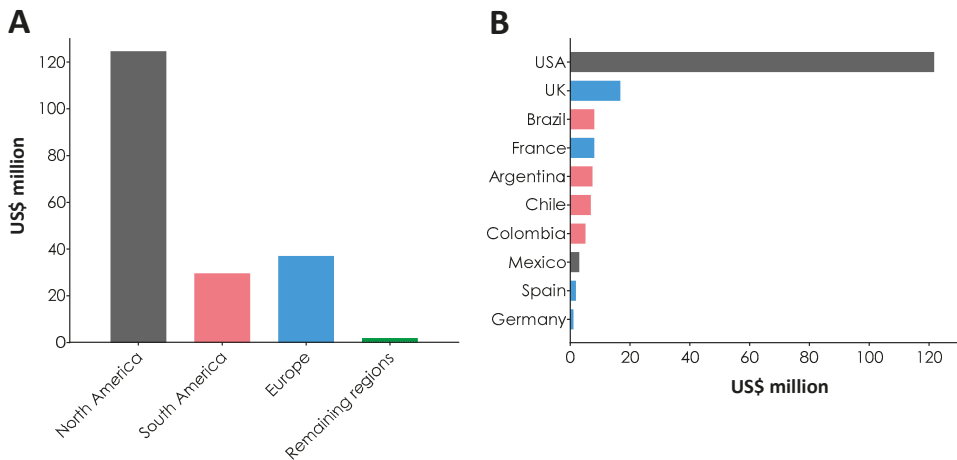 A
US$ million
120
100
80
60
40
20
0
North America
South America
Europe
Remaining regions
B
USA
UK
Brazil
France
Argentina
Chile
Colombia
Mexico
Spain
Germany
0 20 40 60 80 100 120
US$ million